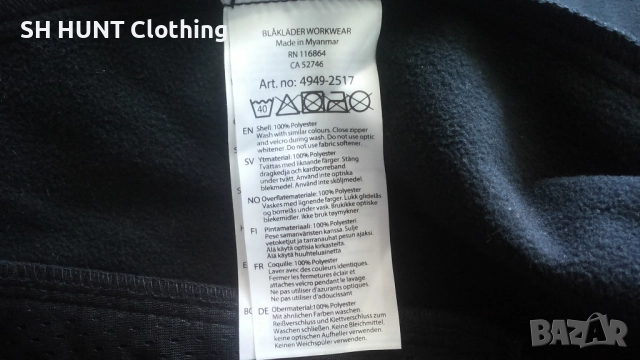 SH HUNT Clothing
BLÅKLÄDER WORKWEAR
Made in Myanmar
RN 116864
CA 52746
Art. no: 4949-2517
40
EN Shell: 100% Polyester
Wash with similar colours. Close zipper
and velcro during wash. Do not use optic
whitener. Do not use fabric softener.
SV Ytmaterial: 100% Polyester
Tvättas med liknande färger. Stäng
dragkedja och kardborreband
under tvätt. Använd inte optiska
blekmedel. Använd inte sköljmedel.
NO Overflatemateriale: 100% Polyester
Vaskes med lignende farger. Lukk glidelås
og borrelås under vask. Brukikke optiske
blekemidler. Ikke bruk tøymykner.
FI Pintamateriaali: 100% Polyesteri
Pese samanväristen kanssa. Sulje
vetoketjut ja tarranauhat pesun ajaksi.
Älä käytä optisia kirkasteita.
Älä käytä huuhteluainetta
FR Coquille: 100% Polyester
Laver avec des couleurs identiques.
Fermer les fermetures éclair et
attaches velcro pendant le lavage.
Ne pas utiliser d'azurants optiques
Ne pas utiliser d'adoucissant
DE Obermaterial:100% Polyester
Mit ähnlichen Farben waschen
Reißverschluss und Klettverschluss zum
Waschen schließen. Keine Bleichmittel,
Keinen Weichspüler verwenden.
BAZAR.bg